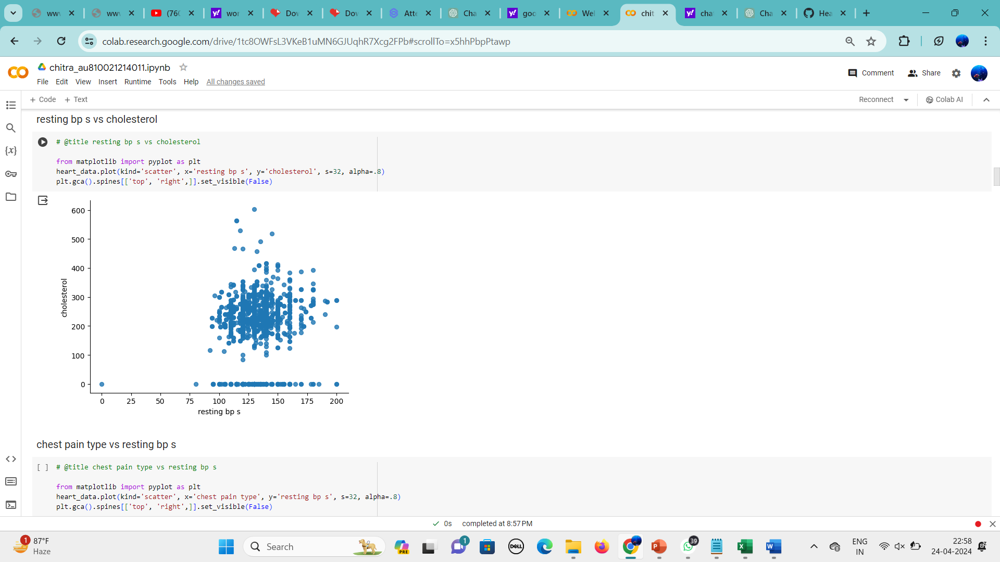 ww
ww
(760
wor
Dov
Dov
Atte
Cha
goo
Wel
chit
cha
Cha
Hea
colab.research.google.com/drive/1tc8OWFsL3VKeB1uMN6GJUqhR7Xcg2FPb#scrollTo=x5hhPbpPtawp
chitra_au810021214011.ipynb
File Edit View Insert Runtime Tools Help All changes saved
Comment Share
+ Code + Text
Reconnect Colab AI
resting bp s vs cholesterol
# @title resting bp s vs cholesterol
from matplotlib import pyplot as plt
heart_data.plot(kind='scatter', x='resting bp s', y='cholesterol', s=32, alpha=.8)
plt.gca().spines[['top', 'right',]].set_visible(False)
600
500
400
300
200
100
0
cholesterol
0 25 50 75 100 125 150 175 200
resting bp s
chest pain type vs resting bp s
[ ] # @title chest pain type vs resting bp s
from matplotlib import pyplot as plt
heart_data.plot(kind='scatter', x='chest pain type', y='resting bp s', s=32, alpha=.8)
plt.gca().spines[['top', 'right',]].set_visible(False)
0s completed at 8:57 PM
1
87°F
Haze
Search
PRE
1
DELL
39
ENG
IN
22:58
24-04-2024